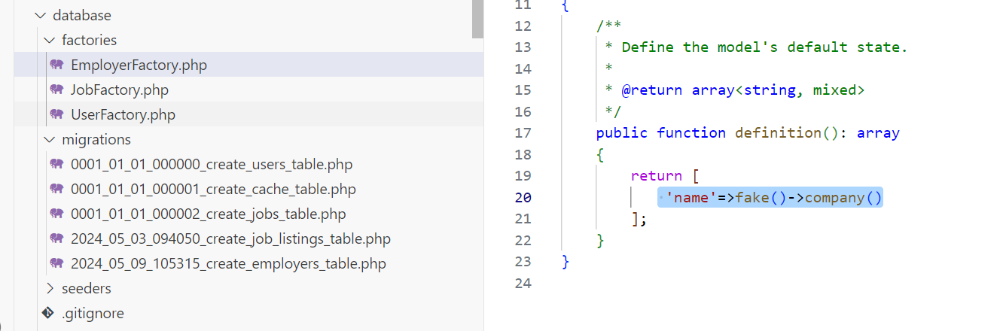 database
factories
EmployerFactory.php
JobFactory.php
UserFactory.php
migrations
0001_01_01_000000_create_users_table.php
0001_01_01_000001_create_cache_table.php
0001_01_01_000002_create_jobs_table.php
2024_05_03_094050_create_job_listings_table.php
2024_05_09_105315_create_employers_table.php
seeders
.gitignore
11 {
12 /**
13 * Define the model's default state.
14 *
15 * @return array<string, mixed>
16 */
17 public function definition(): array
18 {
19 return [
20 'name'=>fake()->company()
21 ];
22 }
23 }
24